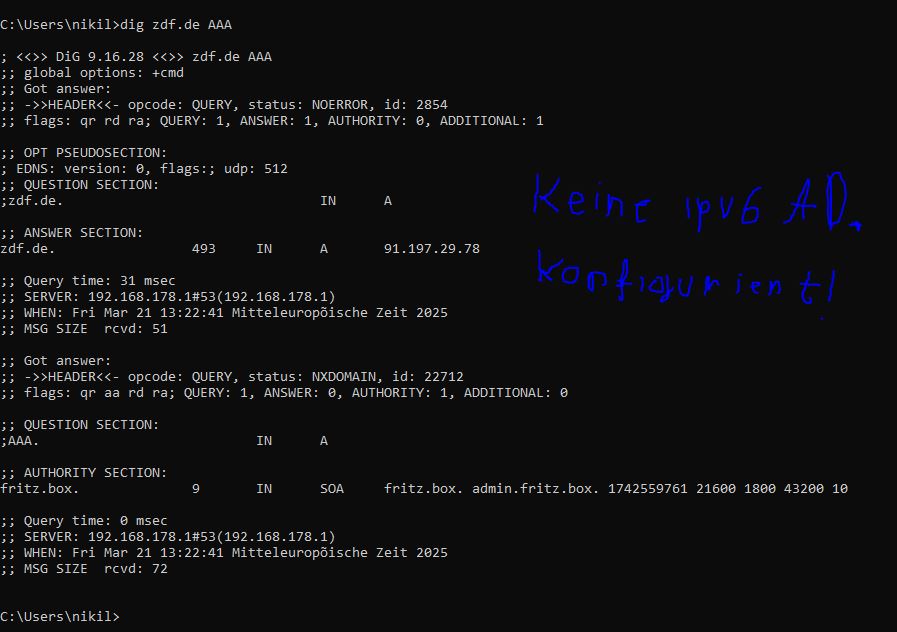 C:\Users\nikil>dig zdf.de AAA
; <<>> DiG 9.16.28 <<>> zdf.de AAA
;; global options: +cmd
;; Got answer:
;; ->>HEADER<<- opcode: QUERY, status: NOERROR, id: 2854
;; flags: qr rd ra; QUERY: 1, ANSWER: 1, AUTHORITY: 0, ADDITIONAL: 1
;; OPT PSEUDOSECTION:
; EDNS: version: 0, flags:; udp: 512
;; QUESTION SECTION:
;zdf.de. IN A
;; ANSWER SECTION:
zdf.de. 493 IN A 91.197.29.78
;; Query time: 31 msec
;; SERVER: 192.168.178.1#53(192.168.178.1)
;; WHEN: Fri Mar 21 13:22:41 Mitteleuropõische Zeit 2025
;; MSG SIZE rcvd: 51
;; Got answer:
;; ->>HEADER<<- opcode: QUERY, status: NXDOMAIN, id: 22712
;; flags: qr aa rd ra; QUERY: 1, ANSWER: 0, AUTHORITY: 1, ADDITIONAL: 0
;; QUESTION SECTION:
;AAA. IN A
;; AUTHORITY SECTION:
fritz.box. 9 IN SOA fritz.box. admin.fritz.box. 1742559761 21600 1800 43200 10
;; Query time: 0 msec
;; SERVER: 192.168.178.1#53(192.168.178.1)
;; WHEN: Fri Mar 21 13:22:41 Mitteleuropõische Zeit 2025
;; MSG SIZE rcvd: 72
C:\Users\nikil>
Keine ipv6 AD.
konfiguriert!